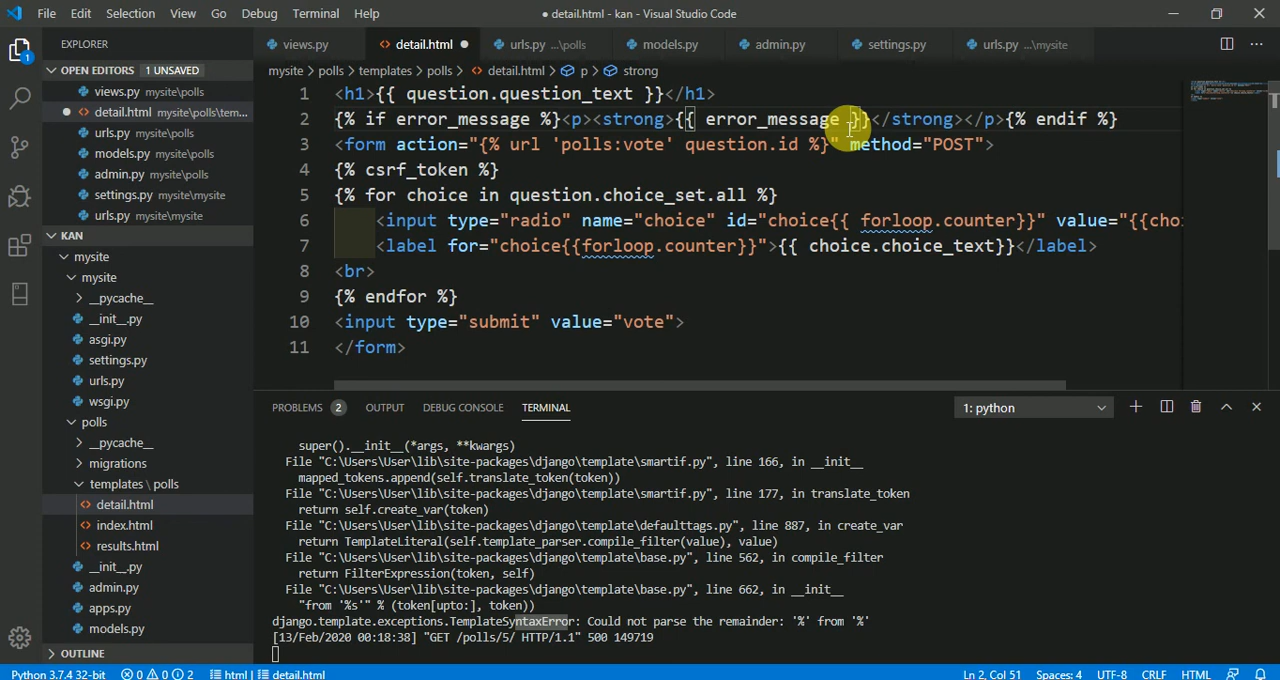 File Edit Selection View Go Debug Terminal Help
● detail.html - kan - Visual Studio Code
EXPLORER
views.py
detail.html ●
urls.py ...\polls
models.py
admin.py
settings.py
urls.py ...\mysite
OPEN EDITORS 1 UNSAVED
mysite > polls > templates > polls > detail.html > p > strong
views.py mysite\polls
detail.html mysite\polls\tem...
urls.py mysite\polls
models.py mysite\polls
admin.py mysite\polls
settings.py mysite\mysite
urls.py mysite\mysite
KAN
mysite
mysite
__pycache__
__init__.py
asgi.py
settings.py
urls.py
wsgi.py
polls
__pycache__
migrations
templates \ polls
detail.html
index.html
results.html
__init__.py
admin.py
apps.py
models.py
OUTLINE
1 <h1>{{ question.question_text }}</h1>
2 {% if error_message %}<p><strong>{{ error_message }}</strong></p>{% endif %}
3 <form action="{% url 'polls:vote' question.id %}" method="POST">
4 {% csrf_token %}
5 {% for choice in question.choice_set.all %}
6 <input type="radio" name="choice" id="choice{{ forloop.counter}}" value="{{cho
7 <label for="choice{{forloop.counter}}">{{ choice.choice_text}}</label>
8 <br>
9 {% endfor %}
10 <input type="submit" value="vote">
11 </form>
PROBLEMS 2 OUTPUT DEBUG CONSOLE TERMINAL
1: python
super().__init__(*args, **kwargs)
File "C:\Users\User\lib\site-packages\django\template\smartif.py", line 166, in __init__
mapped_tokens.append(self.translate_token(token))
File "C:\Users\User\lib\site-packages\django\template\smartif.py", line 177, in translate_token
return self.create_var(token)
File "C:\Users\User\lib\site-packages\django\template\defaulttags.py", line 887, in create_var
return TemplateLiteral(self.template_parser.compile_filter(value), value)
File "C:\Users\User\lib\site-packages\django\template\base.py", line 562, in compile_filter
return FilterExpression(token, self)
File "C:\Users\User\lib\site-packages\django\template\base.py", line 662, in __init__
"from '%s'" % (token[upto:], token))
django.template.exceptions.TemplateSyntaxError: Could not parse the remainder: '%' from '%'
[13/Feb/2020 00:18:38] "GET /polls/5/ HTTP/1.1" 500 149719
Python 3.7.4 32-bit 0 0 2 html | detail.html
Ln 2, Col 51 Spaces: 4 UTF-8 CRLF HTML